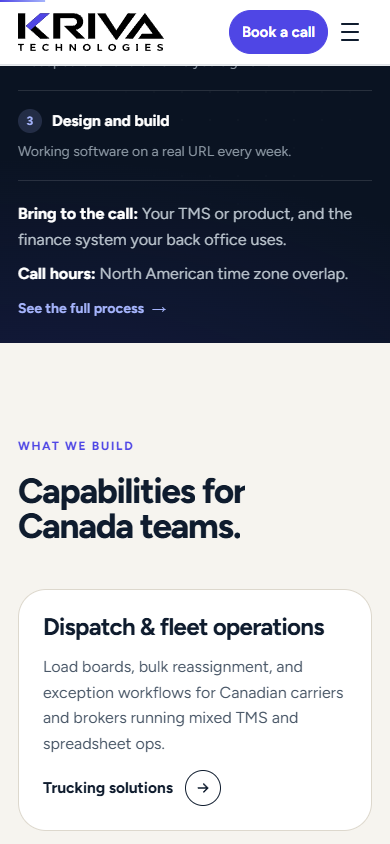 KRIVA
TECHNOLOGIES
Book a call
3
Design and build
Working software on a real URL every week.
Bring to the call: Your TMS or product, and the
finance system your back office uses.
Call hours: North American time zone overlap.
See the full process →
WHAT WE BUILD
Capabilities for
Canada teams.
Dispatch & fleet operations
Load boards, bulk reassignment, and
exception workflows for Canadian carriers
and brokers running mixed TMS and
spreadsheet ops.
Trucking solutions →